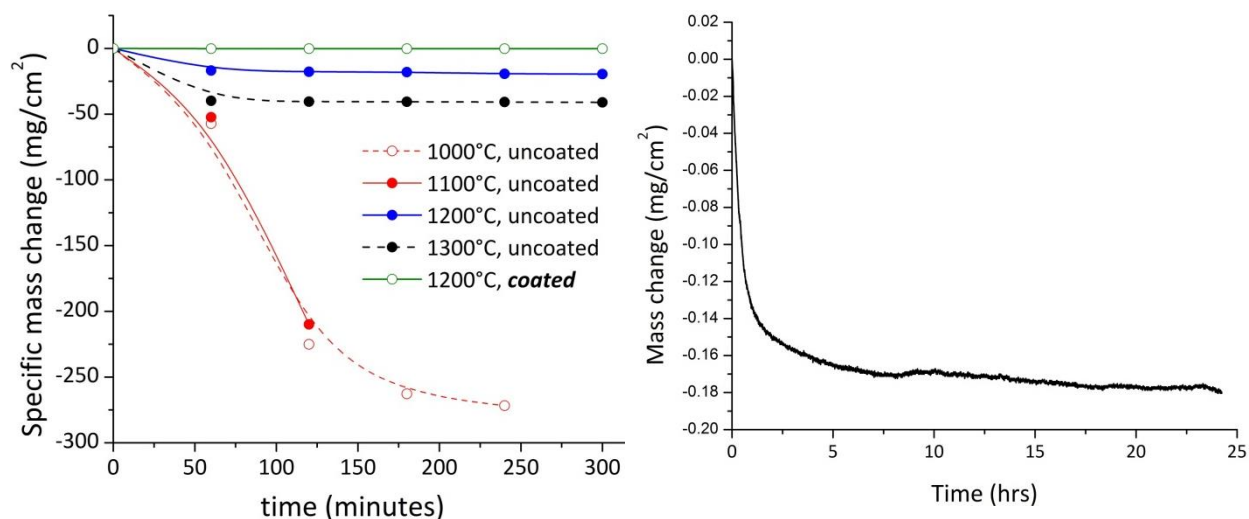 Specific mass change (mg/cm²)
0
-50
-100
-150
-200
-250
-300
1000°C, uncoated
1100°C, uncoated
1200°C, uncoated
1300°C, uncoated
1200°C, coated
0 50 100 150 200 250 300
time (minutes)
Mass change (mg/cm²)
0.02
0.00
-0.02
-0.04
-0.06
-0.08
-0.10
-0.12
-0.14
-0.16
-0.18
-0.20
0 5 10 15 20 25
Time (hrs)